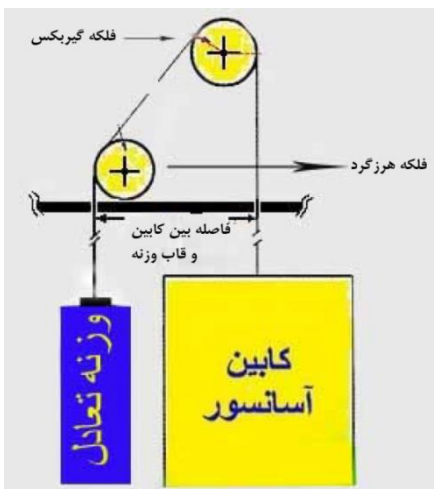 فلکه گیربکس
فلکه هرزگرد
فاصله بین کابین
و قاب وزنه
وزنه تعادل
کابین
آسانسور